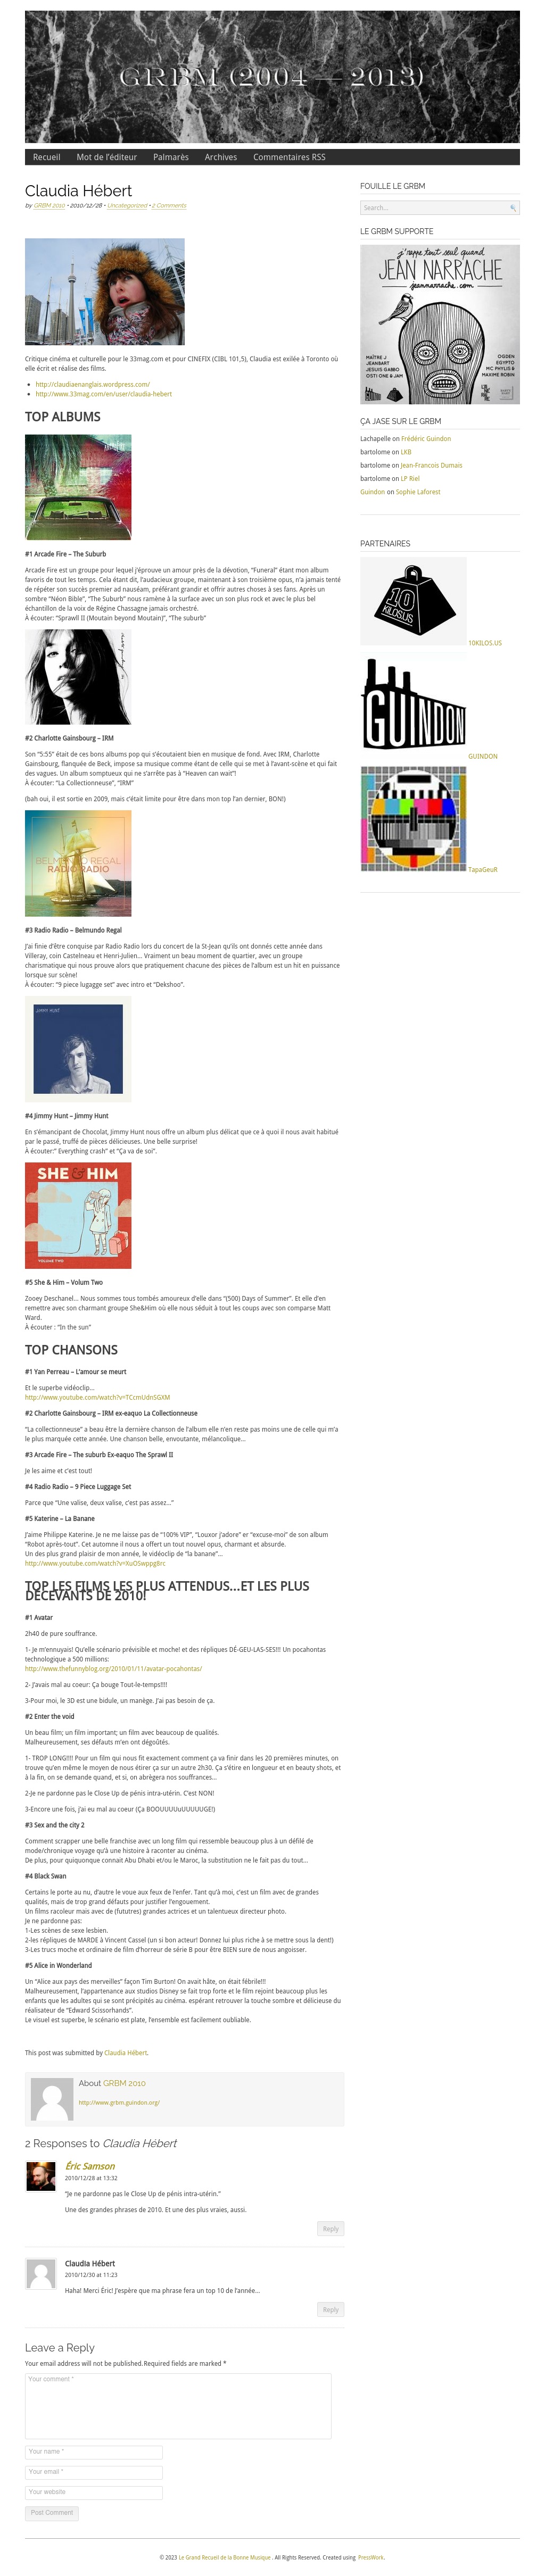 GRBM (2004 — 2013)
Recueil Mot de l'éditeur Palmarès Archives Commentaires RSS
Claudia Hébert
by GRBM 2010 • 2010/12/28 • Uncategorized • 2 Comments
Critique cinéma et culturelle pour le 33mag.com et pour CINEFIX (CIBL 101,5), Claudia est exilée à Toronto où
elle écrit et réalise des films.
http://claudiaenanglais.wordpress.com/
http://www.33mag.com/en/user/claudia-hebert
TOP ALBUMS
#1 Arcade Fire – The Suburb
Arcade Fire est un groupe pour lequel j'éprouve un amour près de la dévotion, "Funeral" étant mon album
favoris de tout les temps. Cela étant dit, l'audacieux groupe, maintenant à son troisième opus, n'a jamais tenté
de répéter son succès premier ad nauséam, préférant grandir et offrir autres choses à ses fans. Après un
sombre "Néon Bible", "The Suburb" nous ramène à la surface avec un son plus rock et avec le plus bel
échantillon de la voix de Régine Chassagne jamais orchestré.
À écouter: "Sprawll II (Moutain beyond Moutain)", "The suburb"
#2 Charlotte Gainsbourg – IRM
Son "5:55" était de ces bons albums pop qui s'écoutaient bien en musique de fond. Avec IRM, Charlotte
Gainsbourg, flanquée de Beck, impose sa musique comme étant de celle qui se met à l'avant-scène et qui fait
des vagues. Un album somptueux qui ne s'arrête pas à "Heaven can wait"!
À écouter: "La Collectionneuse", "IRM"
(bah oui, il est sortie en 2009, mais c'était limite pour être dans mon top l'an dernier, BON!)
BELMUNDO REGAL
RADIO RADIO
#3 Radio Radio – Belmundo Regal
J'ai finie d'être conquise par Radio Radio lors du concert de la St-Jean qu'ils ont donnés cette année dans
Villeray, coin Castelneau et Henri-Julien... Vraiment un beau moment de quartier, avec un groupe
charismatique qui nous prouve alors que pratiquement chacune des pièces de l'album est un hit en puissance
lorsque sur scène!
À écouter: "9 piece lugagge set" avec intro et "Dekshoo".
#4 Jimmy Hunt – Jimmy Hunt
En s'émancipant de Chocolat, Jimmy Hunt nous offre un album plus délicat que ce à quoi il nous avait habitué
par le passé, truffé de pièces délicieuses. Une belle surprise!
À écouter:" Everything crash" et "Ça va de soi".
SHE & HIM
VOLUME TWO
#5 She & Him – Volum Two
Zooey Deschanel... Nous sommes tous tombés amoureux d'elle dans "(500) Days of Summer". Et elle d'en
remettre avec son charmant groupe She&Him où elle nous séduit à tout les coups avec son comparse Matt
Ward.
À écouter : "In the sun"
TOP CHANSONS
#1 Yan Perreau – L'amour se meurt
Et le superbe vidéoclip...
http://www.youtube.com/watch?v=TCcmUdnSGXM
#2 Charlotte Gainsbourg – IRM ex-eaquo La Collectionneuse
"La collectionneuse" a beau être la dernière chanson de l'album elle n'en reste pas moins une de celle qui m'a
le plus marquée cette année. Une chanson belle, envoutante, mélancolique...
#3 Arcade Fire – The suburb Ex-eaquo The Sprawl II
Je les aime et c'est tout!
#4 Radio Radio – 9 Piece Luggage Set
Parce que "Une valise, deux valise, c'est pas assez..."
#5 Katerine – La Banane
J'aime Philippe Katerine. Je ne me laisse pas de "100% VIP", "Louxor j'adore" er "excuse-moi" de son album
"Robot après-tout". Cet automne il nous a offert un tout nouvel opus, charmant et absurde.
Un des plus grand plaisir de mon année, le vidéoclip de "la banane"...
http://www.youtube.com/watch?v=XuOSwppg8rc
TOP LES FILMS LES PLUS ATTENDUS...ET LES PLUS
DÉCEVANTS DE 2010!
#1 Avatar
2h40 de pure souffrance.
1- Je m'ennuyais! Qu'elle scénario prévisible et moche! et des répliques DÉ-GEU-LAS-SES!!! Un pocahontas
technologique a 500 millions:
http://www.thefunnyblog.org/2010/01/11/avatar-pocahontas/
2- J'avais mal au coeur: Ça bouge Tout-le-temps!!!!
3-Pour moi, le 3D est une bidule, un manège. J'ai pas besoin de ça.
#2 Enter the void
Un beau film; un film important; un film avec beaucoup de qualités.
Malheureusement, ses défauts m'en ont dégoûtés.
1- TROP LONG!!!! Pour un film qui nous fit exactement comment ça va finir dans les 20 premières minutes, on
trouve qu'en même le moyen de nous étirer ça sur un autre 2h30. Ça s'étire en longueur et en beauty shots, et
à la fin, on se demande quand, et si, on abrègera nos souffrances...
2-Je ne pardonne pas le Close Up de pénis intra-utérin. C'est NON!
3-Encore une fois, j'ai eu mal au coeur (Ça BOOUUUUuUUUUUGE!)
#3 Sex and the city 2
Comment scrapper une belle franchise avec un long film qui ressemble beaucoup plus à un défilé de
mode/chronique voyage qu'à une histoire à raconter au cinéma.
De plus, pour quiquonque connait Abu Dhabi et/ou le Maroc, la substitution ne le fait pas du tout...
#4 Black Swan
Certains le porte au nu, d'autre le voue aux feux de l'enfer. Tant qu'à moi, c'est un film avec de grandes
qualités, mais de trop grand défauts pour justifier l'engouement.
Un films racoleur mais avec de (fututres) grandes actrices et un talentueux directeur photo.
Je ne pardonne pas:
1-Les scènes de sexe lesbien.
2-les répliques de MARDE à Vincent Cassel (un si bon acteur! Donnez lui plus riche à se mettre sous la dent!)
3-Les trucs moche et ordinaire de film d'horreur de série B pour être BIEN sure de nous angoisser.
#5 Alice in Wonderland
Un "Alice aux pays des merveilles" façon Tim Burton! On avait hâte, on était fébrile!!!
Malheureusement, l'appartenance aux studios Disney se fait trop forte et le film rejoint beaucoup plus les
enfants que les adultes qui se sont précipités au cinéma. espérant retrouver la touche sombre et délicieuse du
réalisateur de "Edward Scissorhands".
Le visuel est superbe, le scénario est plate, l'ensemble est facilement oubliable.
This post was submitted by Claudia Hébert.
About GRBM 2010
http://www.grbm.guindon.org/
2 Responses to Claudia Hébert
Éric Samson
2010/12/28 at 13:32
"Je ne pardonne pas le Close Up de pénis intra-utérin."
Une des grandes phrases de 2010. Et une des plus vraies, aussi.
Reply
Claudia Hébert
2010/12/30 at 11:23
Haha! Merci Éric! J'espère que ma phrase fera un top 10 de l'année...
Reply
Leave a Reply
Your email address will not be published. Required fields are marked *
Your comment *
Your name *
Your email *
Your website
Post Comment
FOUILLE LE GRBM
Search...
LE GRBM SUPPORTE
j'rappe tout seul quand
JEAN NARRACHE
jeannarrache.com
MAÎTRE J
JEANBART
JESUS GABBO
OSTI ONE & JAM
OGDEN
EGYPTO
MC PHYLIS &
MAXIME ROBIN
ÇA JASE SUR LE GRBM
Lachapelle on Frédéric Guindon
bartolome on LKB
bartolome on Jean-Francois Dumais
bartolome on LP Riel
Guindon on Sophie Laforest
PARTENAIRES
10 KILOS.US
10KILOS.US
GUINDON
GUINDON
TapaGeuR
© 2023 Le Grand Recueil de la Bonne Musique . All Rights Reserved. Created using PressWork.